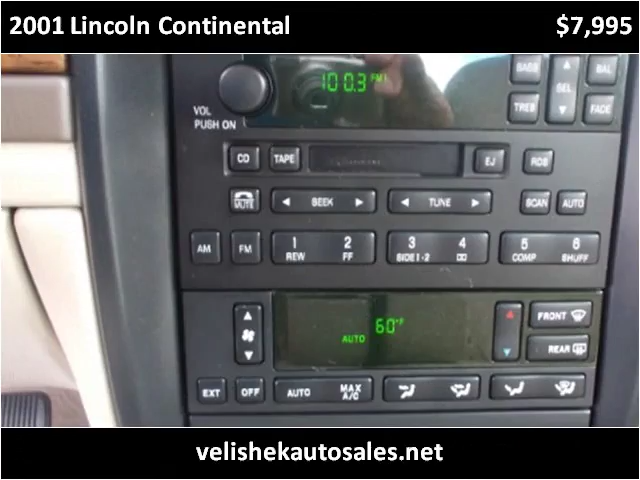 2001 Lincoln Continental $7,995
100.3 FM1
BASS SEL BAL
TREB FADE
VOL
PUSH ON
CD TAPE EJ RDS
MUTE SEEK TUNE SCAN AUTO
AM FM 1 2 3 4 5 6
REW FF SIDE 1-2 COMP SHUFF
60°F
AUTO
FRONT
REAR
EXT OFF AUTO MAX A/C
velishekautosales.net